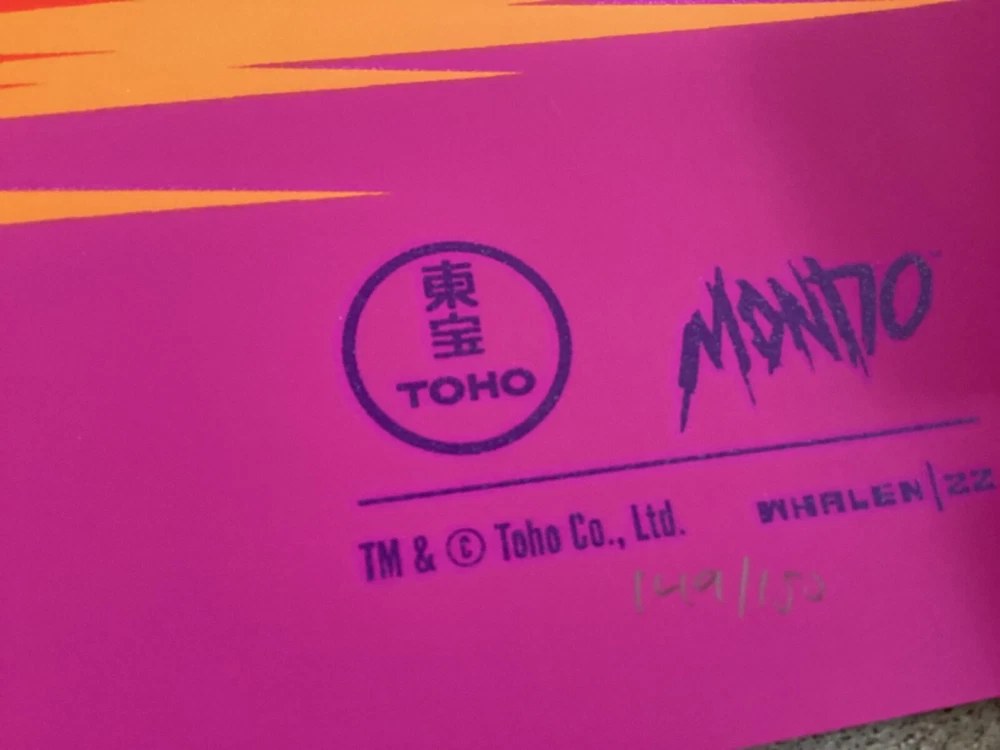 東
宝
TOHO
MONDO
TM & © Toho Co., Ltd.
WHALEN|22
149/150